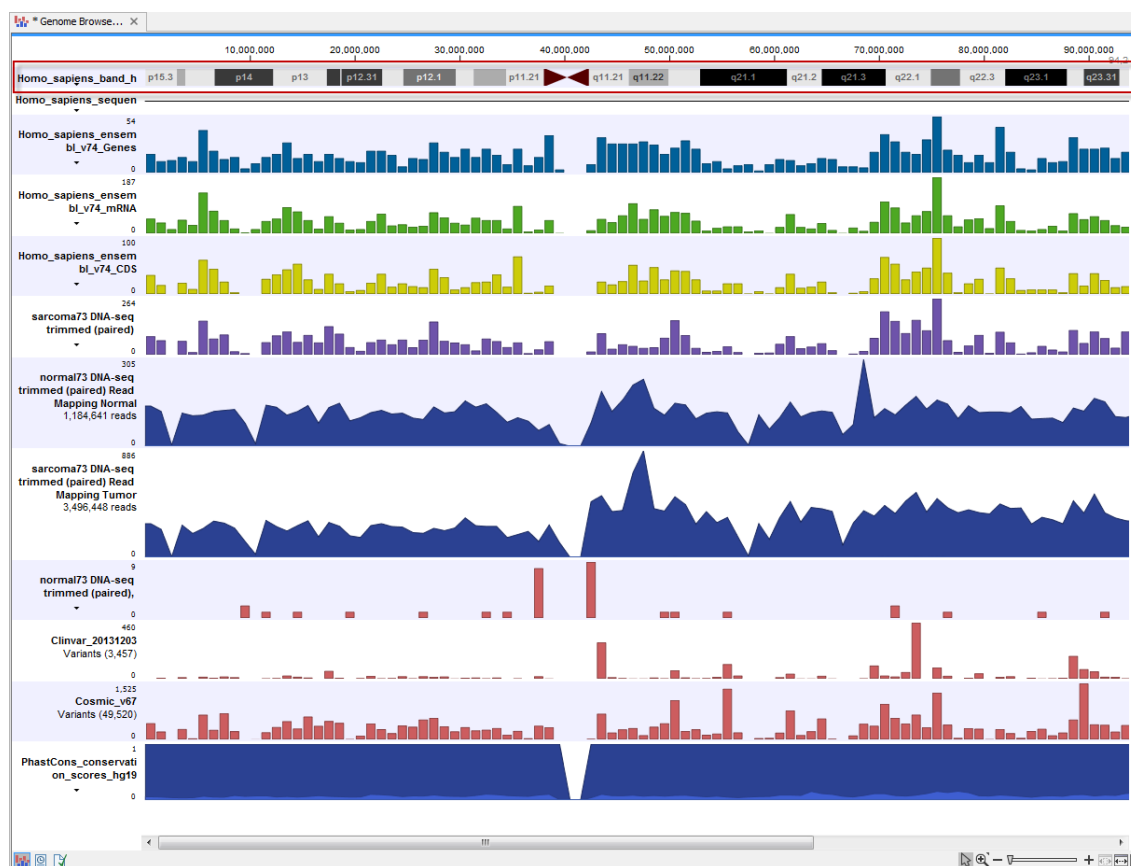 * Genome Browse...
10,000,000 20,000,000 30,000,000 40,000,000 50,000,000 60,000,000 70,000,000 80,000,000 90,000,000
Homo_sapiens_band_h p15.3 p14 p13 p12.31 p12.1 p11.21 q11.21 q11.22 q21.1 q21.2 q21.3 q22.1 q22.3 q23.1 q23.31
Homo_sapiens_sequen
54
Homo_sapiens_ensem
bl_v74_Genes
0
187
Homo_sapiens_ensem
bl_v74_mRNA
0
100
Homo_sapiens_ensem
bl_v74_CDS
0
264
sarcoma73 DNA-seq
trimmed (paired)
0
305
normal73 DNA-seq
trimmed (paired) Read
Mapping Normal
1,184,641 reads
0
886
sarcoma73 DNA-seq
trimmed (paired) Read
Mapping Tumor
3,496,448 reads
0
9
normal73 DNA-seq
trimmed (paired),
0
460
Clinvar_20131203
Variants (3,457)
0
1,525
Cosmic_v67
Variants (49,520)
0
1
PhastCons_conservati
on_scores_hg19
0